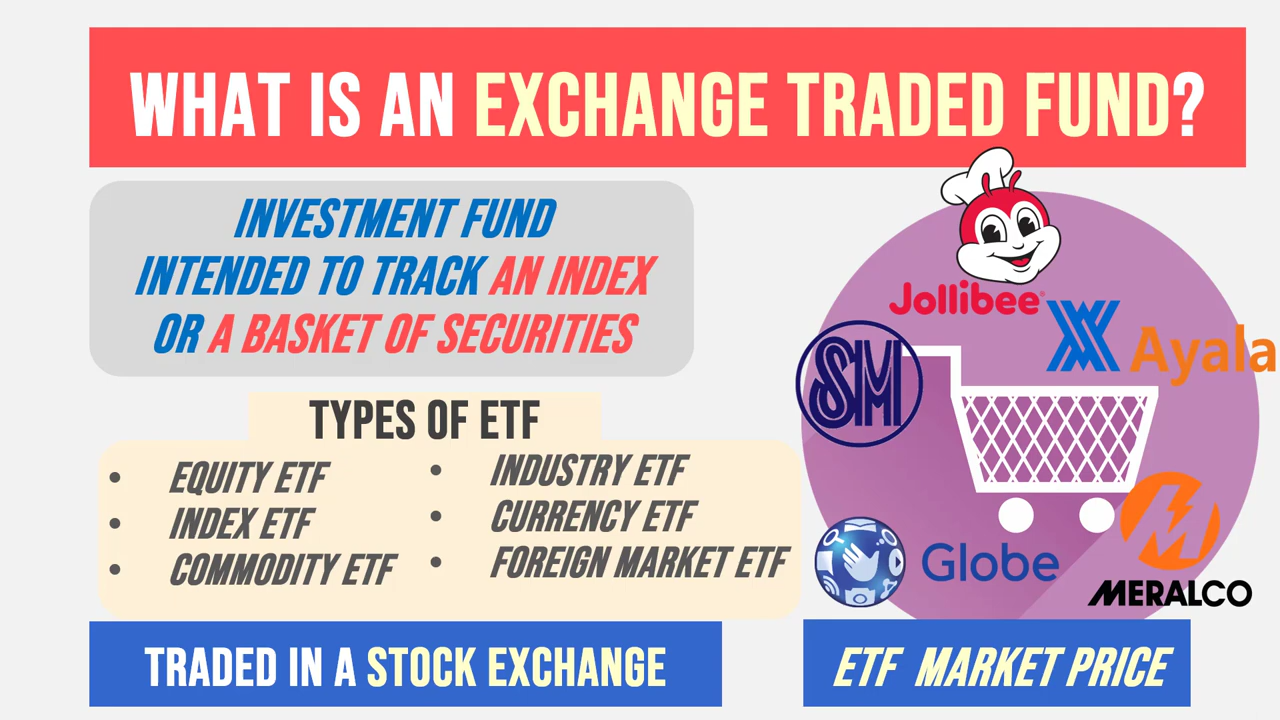 WHAT IS AN EXCHANGE TRADED FUND?
INVESTMENT FUND
INTENDED TO TRACK AN INDEX
OR A BASKET OF SECURITIES
TYPES OF ETF
• EQUITY ETF
• INDEX ETF
• COMMODITY ETF
• INDUSTRY ETF
• CURRENCY ETF
• FOREIGN MARKET ETF
Jollibee
Ayala
SM
Globe
MERALCO
TRADED IN A STOCK EXCHANGE
ETF MARKET PRICE